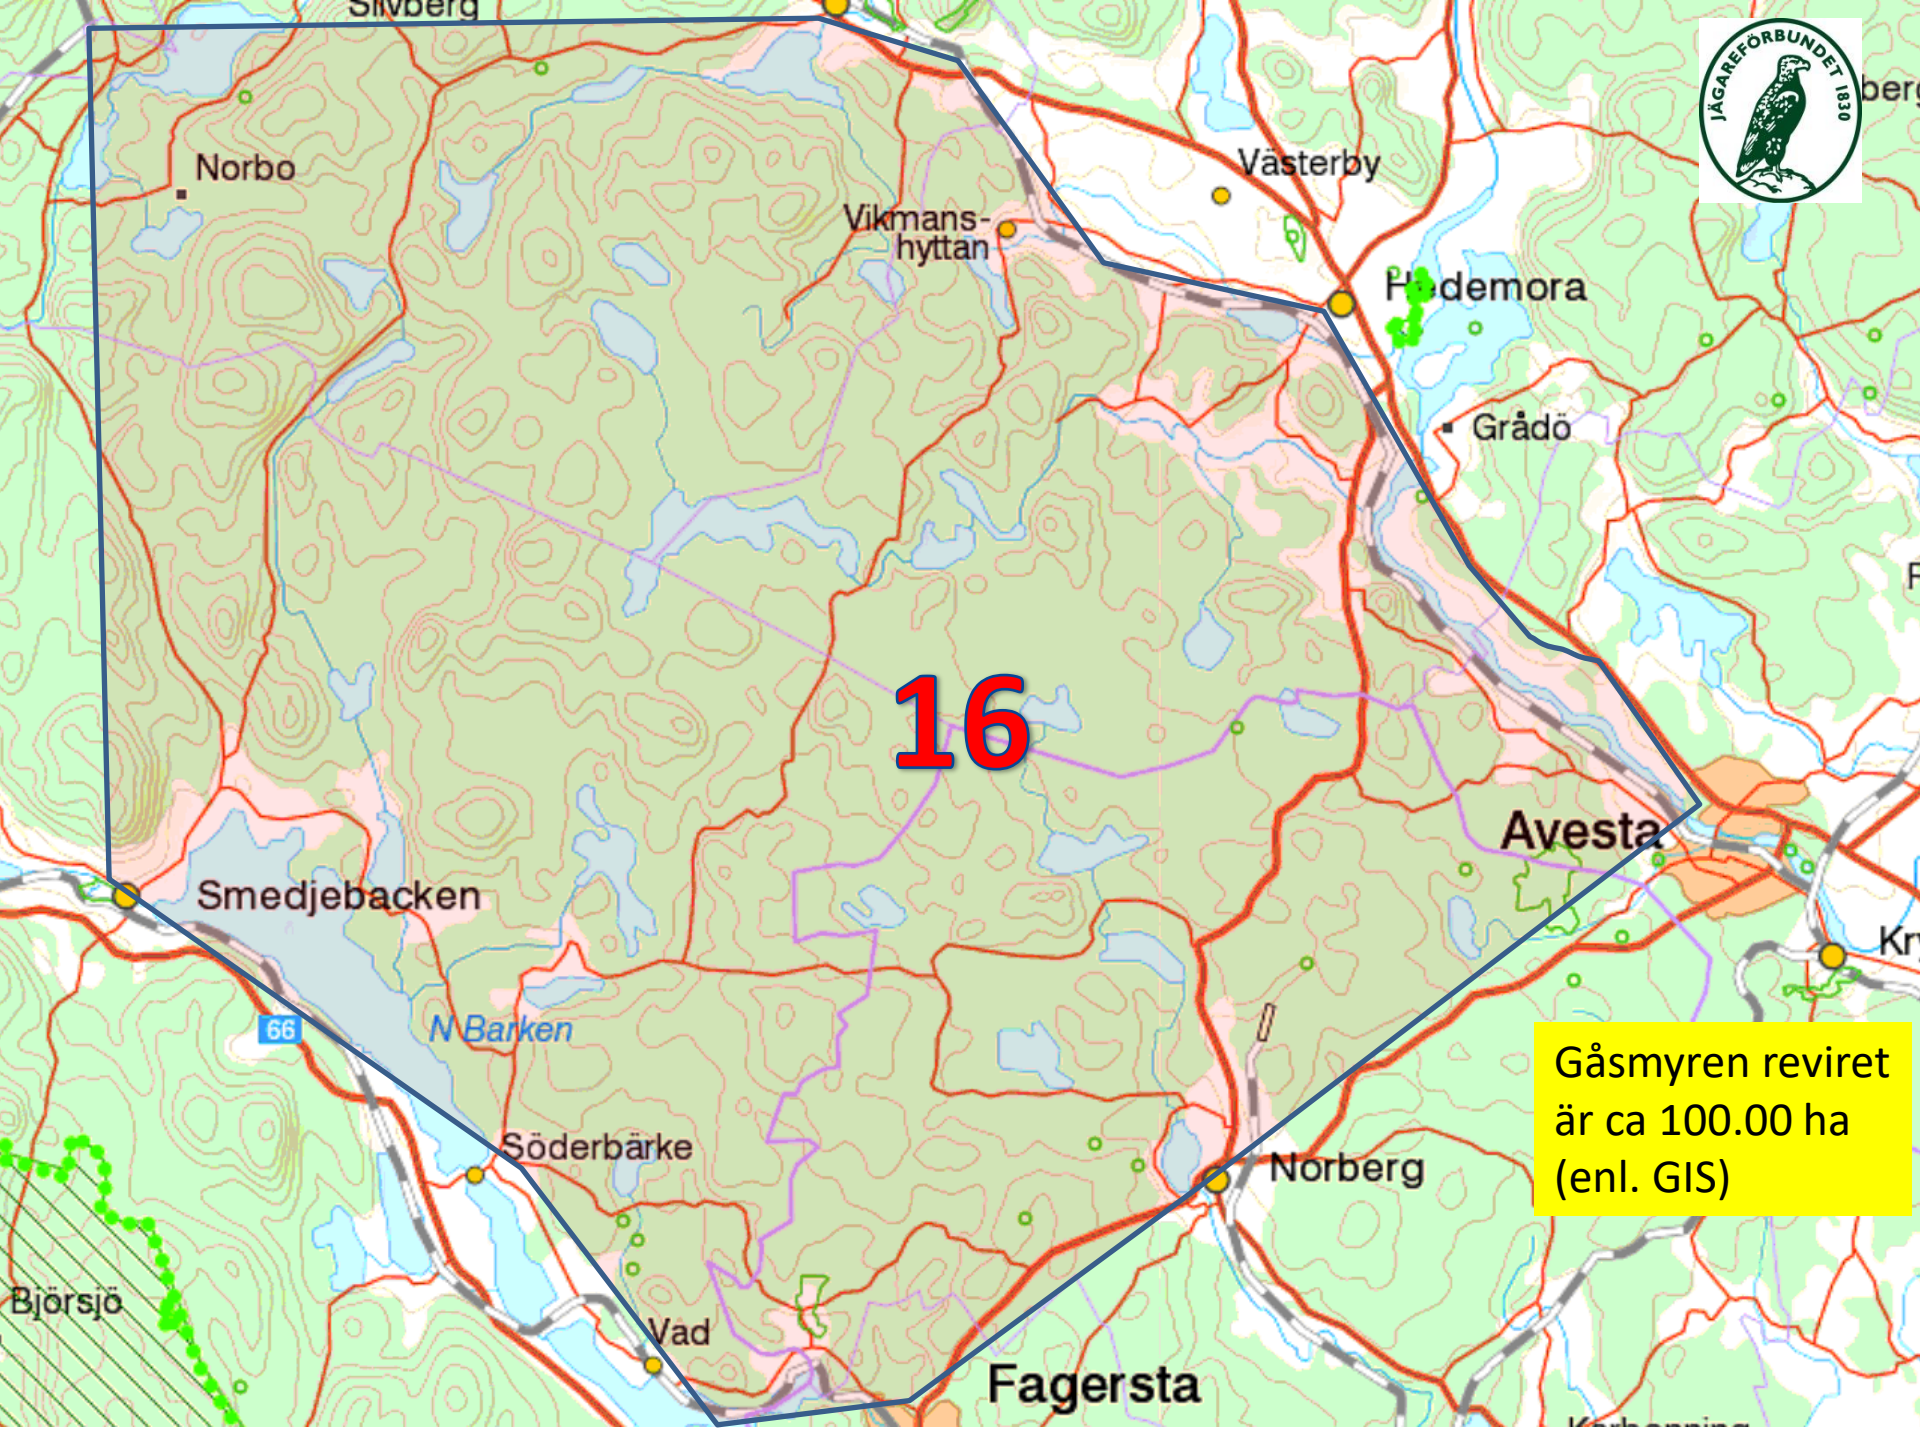 Silvberg
JÄGAREFÖRBUNDET 1830
Norbo
Västerby
Vikmans-
hyttan
Hedemora
Grådö
16
Avesta
Smedjebacken
66
N Barken
Gåsmyren reviret
är ca 100.00 ha
(enl. GIS)
Söderbärke
Norberg
Björsjö
Vad
Fagersta